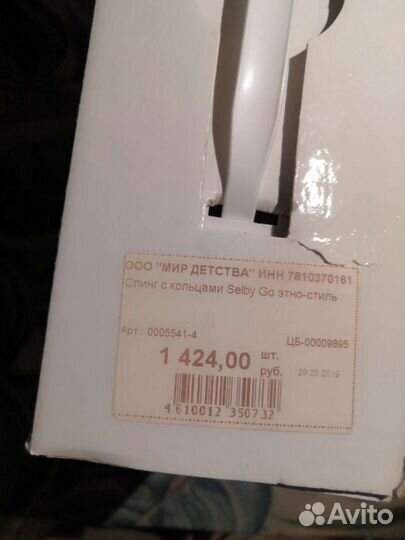 ООО "МИР ДЕТСТВА" ИНН 7810370161
Слинг с кольцами Selby Go этно-стиль :
Арт.: 0005541-4
ЦБ-00009895
1 424,00 шт.
руб.
29.03.2019
4 610012 350732
Avito